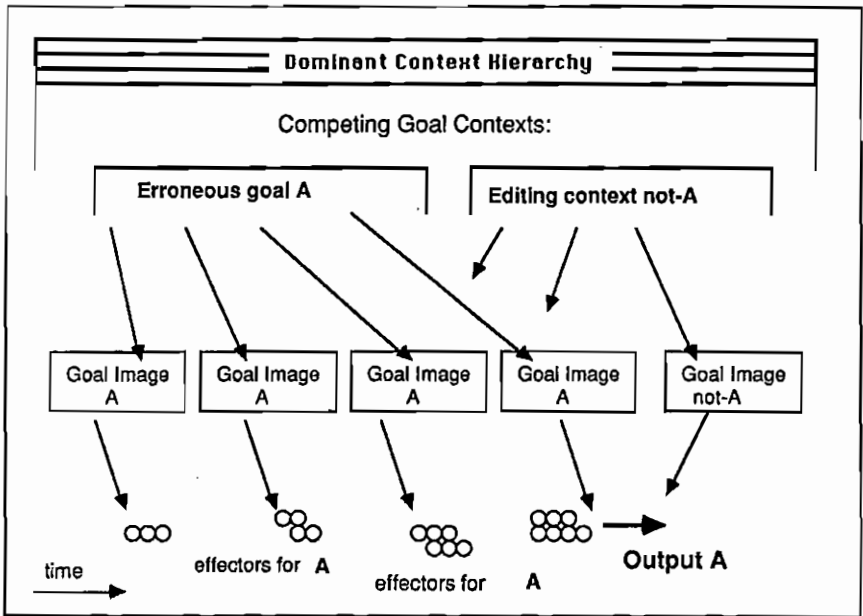 Dominant Context Hierarchy
Competing Goal Contexts:
Erroneous goal A
Editing context not-A
Goal Image
A
Goal Image
A
Goal Image
A
Goal Image
A
Goal Image
not-A
effectors for A
effectors for A
Output A
time